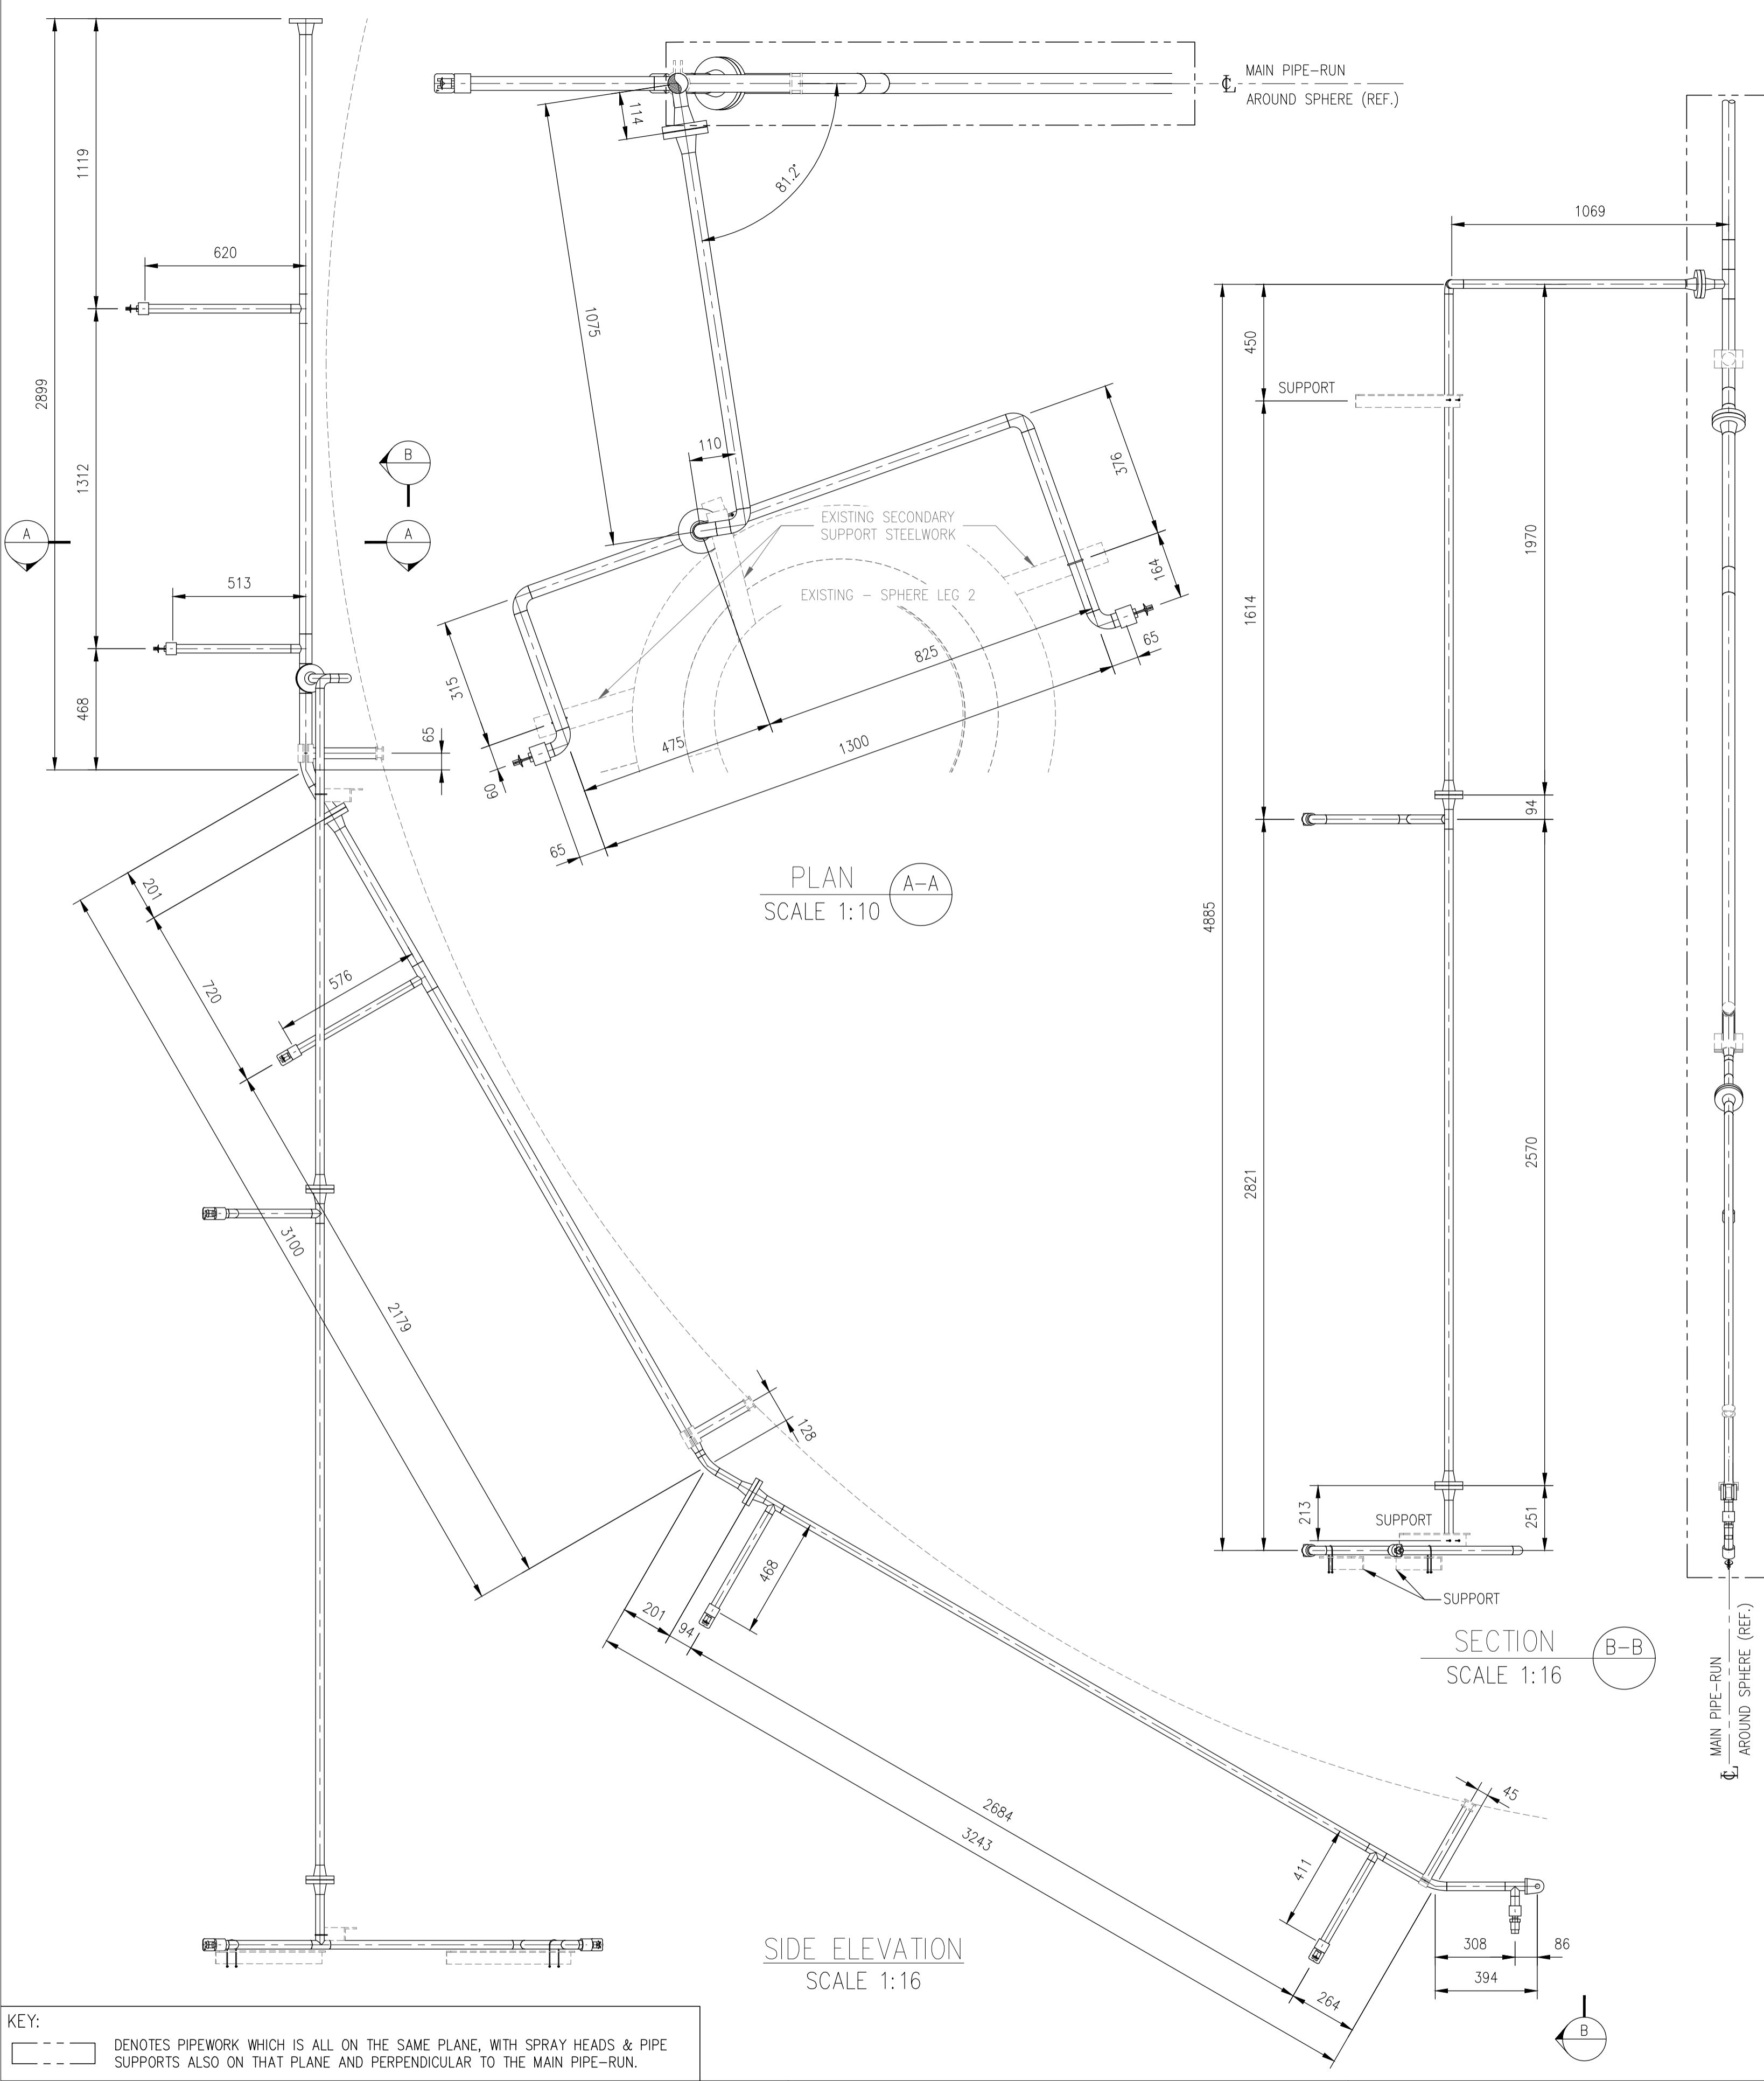 MAIN PIPE-RUN
AROUND SPHERE (REF.)
℄
114
81.2°
1119
1069
620
1075
450
SUPPORT
2899
110
376
B
1312
EXISTING SECONDARY
SUPPORT STEELWORK
A
A
1970
164
513
EXISTING - SPHERE LEG 2
1614
65
825
315
468
65
475
1300
60
94
65
PLAN
A-A
SCALE 1:10
201
4885
720
576
2821
2570
3100
2179
128
213
251
SUPPORT
468
SUPPORT
201
94
SECTION
B-B
SCALE 1:16
MAIN PIPE-RUN
AROUND SPHERE (REF.)
℄
45
2684
3243
411
SIDE ELEVATION
SCALE 1:16
308
86
394
264
B
KEY:
DENOTES PIPEWORK WHICH IS ALL ON THE SAME PLANE, WITH SPRAY HEADS & PIPE
SUPPORTS ALSO ON THAT PLANE AND PERPENDICULAR TO THE MAIN PIPE-RUN.